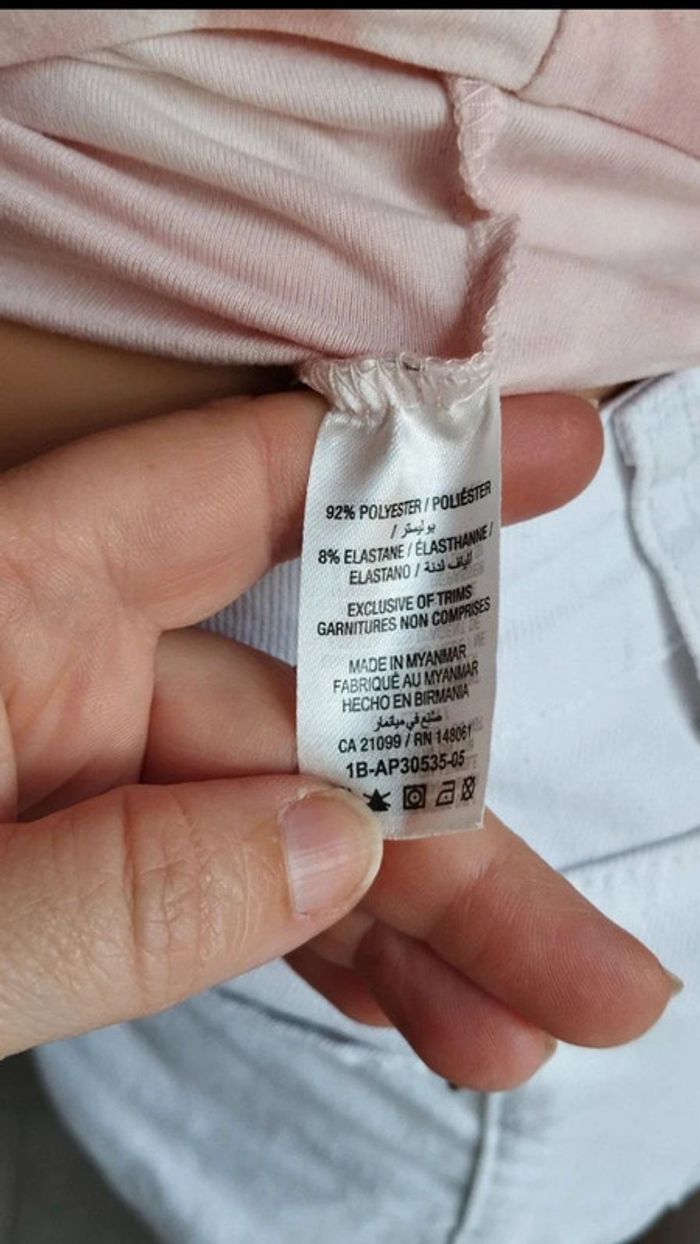 92% POLYESTER / POLIÉSTER
/ بوليستر
8% ELASTANE / ÉLASTHANNE /
ELASTANO / ألياف لدنة
EXCLUSIVE OF TRIMS
GARNITURES NON COMPRISES
MADE IN MYANMAR
FABRIQUÉ AU MYANMAR
HECHO EN BIRMANIA
صنع في ميانمار
CA 21099 / RN 148061
1B-AP30535-05